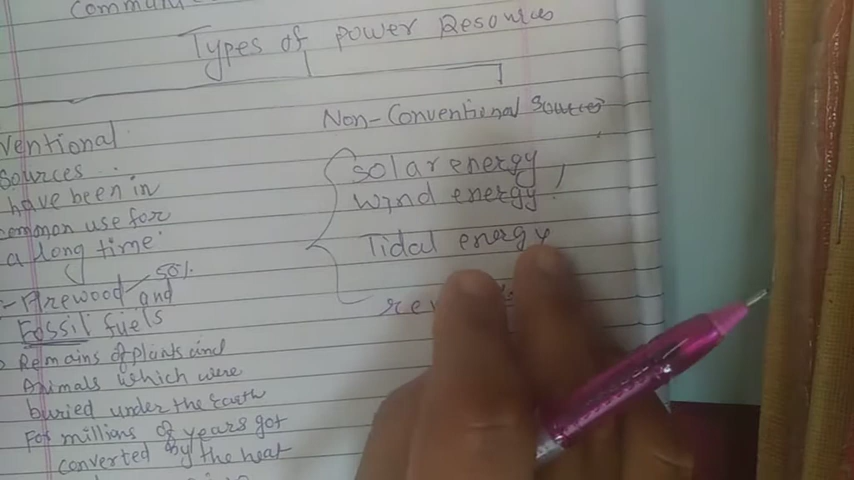 Types of power Resources
Non-Conventional Sources
ventional
Sources :
have been in
common use for
a long time
solar energy
wind energy !
Tidal energy
Firewood 50%
and
Fossil fuels
Remains of plants and
Animals which were
buried under the Earth
For millions of years got
converted by the heat